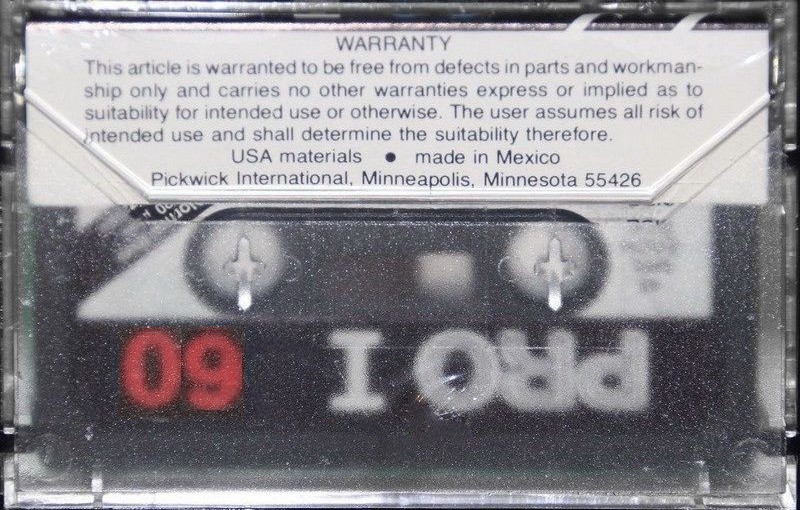 WARRANTY
This article is warranted to be free from defects in parts and workman-
ship only and carries no other warranties express or implied as to
suitability for intended use or otherwise. The user assumes all risk of
intended use and shall determine the suitability therefore.
USA materials • made in Mexico
Pickwick International, Minneapolis, Minnesota 55426
PRO I 60